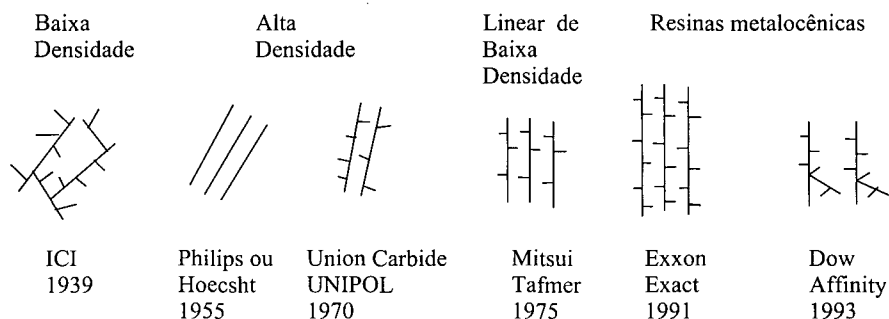 Baixa
Densidade
Alta
Densidade
Linear de
Baixa
Densidade
Resinas metalocênicas
ICI
1939
Philips ou
Hoecsht
1955
Union Carbide
UNIPOL
1970
Mitsui
Tafmer
1975
Exxon
Exact
1991
Dow
Affinity
1993